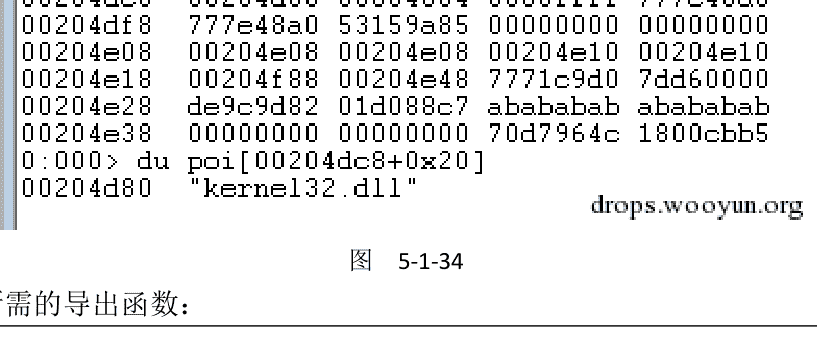 00204df8 777e48a0 53159a85 00000000 00000000
00204e08 00204e08 00204e08 00204e10 00204e10
00204e18 00204f88 00204e48 7771c9d0 7dd60000
00204e28 de9c9d82 01d088c7 abababab abababab
00204e38 00000000 00000000 70d7964c 1800cbb5
0:000> du poi[00204dc8+0x20]
00204d80 "kernel32.dll"
drops.wooyun.org
图 5-1-34
需的导出函数：